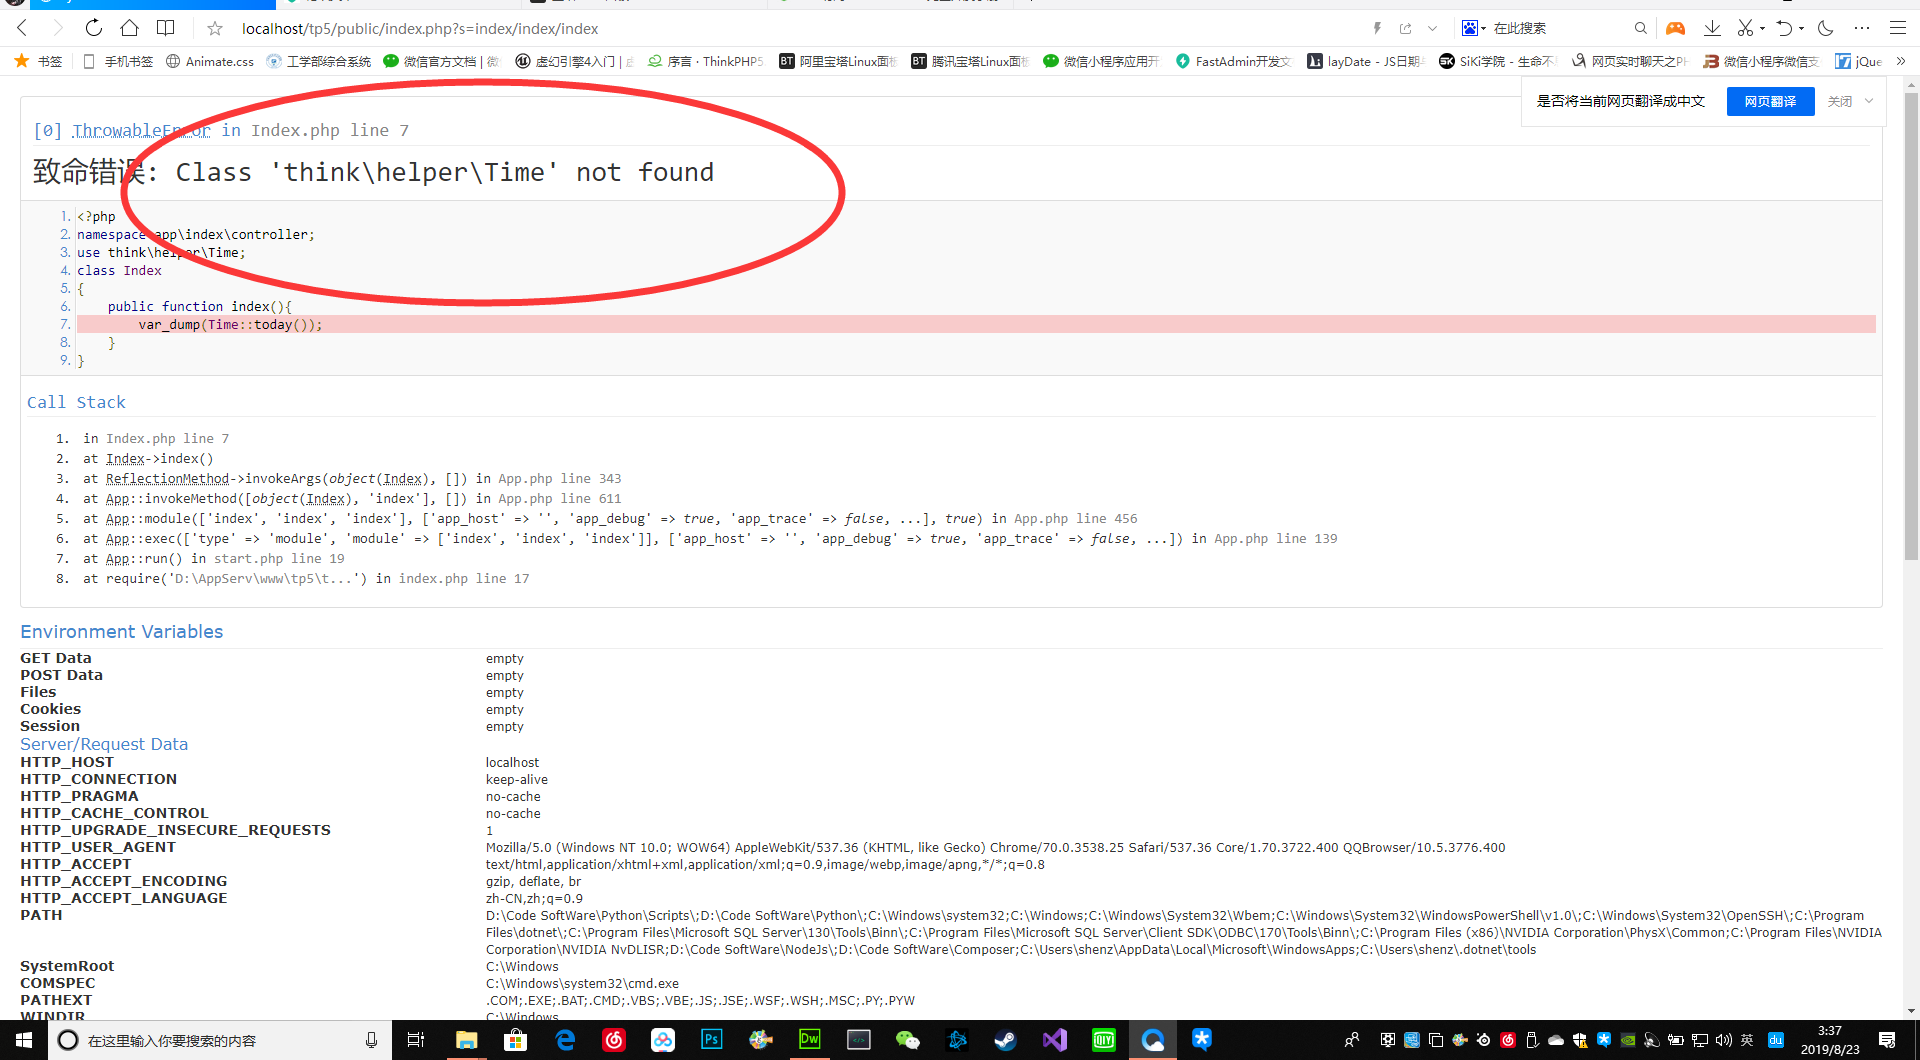 localhost/tp5/public/index.php?s=index/index/index
在此搜索
书签
手机书签
Animate.css
工学部综合系统
微信官方文档 |
虚幻引擎4入门 |
序言 · ThinkPHP5
阿里宝塔Linux面
腾讯宝塔Linux面
微信小程序应用开
FastAdmin开发文
layDate - JS日期
SiKi学院 - 生命不
网页实时聊天之PH
微信小程序微信支
jQue
是否将当前网页翻译成中文
网页翻译
关闭
[0] ThrowableError in Index.php line 7
致命错误: Class 'think\helper\Time' not found
1. <?php
2. namespace app\index\controller;
3. use think\helper\Time;
4. class Index
5. {
6. public function index(){
7. var_dump(Time::today());
8. }
9. }
Call Stack
1. in Index.php line 7
2. at Index->index()
3. at ReflectionMethod->invokeArgs(object(Index), []) in App.php line 343
4. at App::invokeMethod([object(Index), 'index'], []) in App.php line 611
5. at App::module(['index', 'index', 'index'], ['app_host' => '', 'app_debug' => true, 'app_trace' => false, ...], true) in App.php line 456
6. at App::exec(['type' => 'module', 'module' => ['index', 'index', 'index']], ['app_host' => '', 'app_debug' => true, 'app_trace' => false, ...]) in App.php line 139
7. at App::run() in start.php line 19
8. at require('D:\AppServ\www\tp5\t...') in index.php line 17
Environment Variables
GET Data empty
POST Data empty
Files empty
Cookies empty
Session empty
Server/Request Data
HTTP_HOST localhost
HTTP_CONNECTION keep-alive
HTTP_PRAGMA no-cache
HTTP_CACHE_CONTROL no-cache
HTTP_UPGRADE_INSECURE_REQUESTS 1
HTTP_USER_AGENT Mozilla/5.0 (Windows NT 10.0; WOW64) AppleWebKit/537.36 (KHTML, like Gecko) Chrome/70.0.3538.25 Safari/537.36 Core/1.70.3722.400 QQBrowser/10.5.3776.400
HTTP_ACCEPT text/html,application/xhtml+xml,application/xml;q=0.9,image/webp,image/apng,*/*;q=0.8
HTTP_ACCEPT_ENCODING gzip, deflate, br
HTTP_ACCEPT_LANGUAGE zh-CN,zh;q=0.9
PATH D:\Code SoftWare\Python\Scripts\;D:\Code SoftWare\Python\;C:\Windows\system32;C:\Windows;C:\Windows\System32\Wbem;C:\Windows\System32\WindowsPowerShell\v1.0\;C:\Windows\System32\OpenSSH\;C:\Program
Files\dotnet\;C:\Program Files\Microsoft SQL Server\130\Tools\Binn\;C:\Program Files\Microsoft SQL Server\Client SDK\ODBC\170\Tools\Binn\;C:\Program Files (x86)\NVIDIA Corporation\PhysX\Common;C:\Program Files\NVIDIA
Corporation\NVIDIA NvDLISR;D:\Code SoftWare\NodeJs\;D:\Code SoftWare\Composer;C:\Users\shenz\AppData\Local\Microsoft\WindowsApps;C:\Users\shenz\.dotnet\tools
SystemRoot C:\Windows
COMSPEC C:\Windows\system32\cmd.exe
PATHEXT .COM;.EXE;.BAT;.CMD;.VBS;.VBE;.JS;.JSE;.WSF;.WSH;.MSC;.PY;.PYW
WINDIR C:\Windows
在这里输入你要搜索的内容
英
3:37
2019/8/23